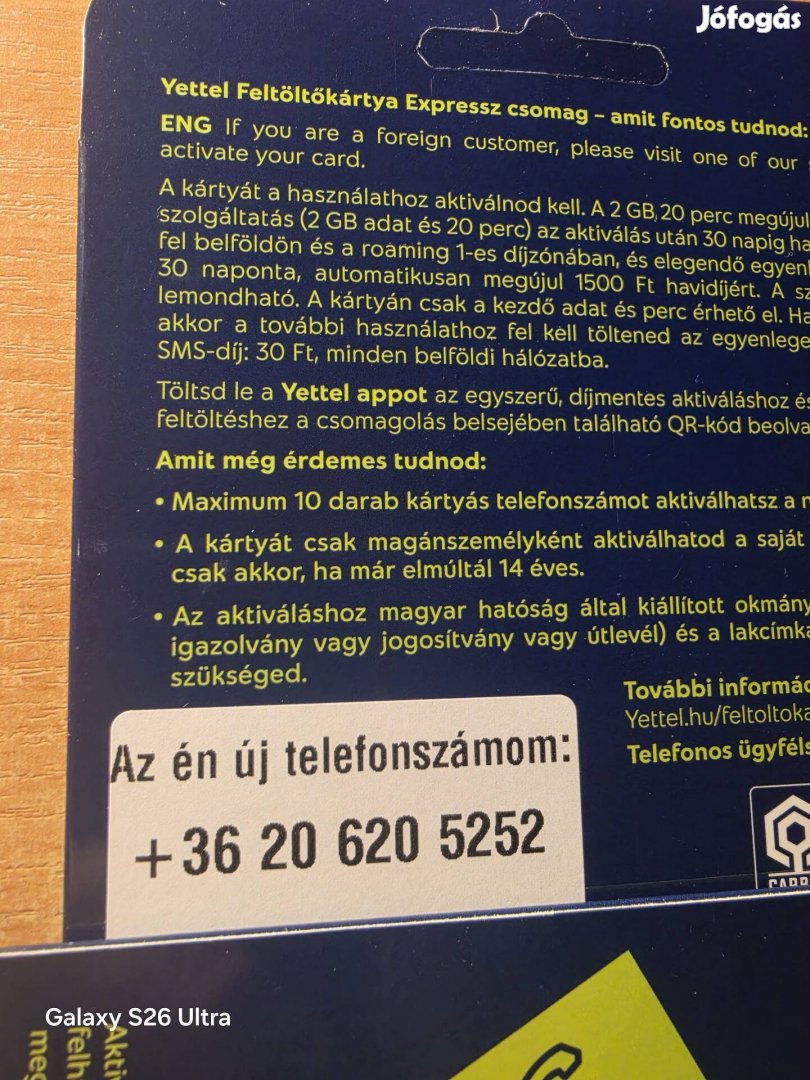 Jófogás
Yettel Feltöltőkártya Expressz csomag – amit fontos tudnod:
ENG If you are a foreign customer, please visit one of our
activate your card.
A kártyát a használathoz aktiválnod kell. A 2 GB, 20 perc megújul
szolgáltatás (2 GB adat és 20 perc) az aktiválás után 30 napig ha
fel belföldön és a roaming 1-es díjzónában, és elegendő egyenl
30 naponta, automatikusan megújul 1500 Ft havidíjért. A sz
lemondható. A kártyán csak a kezdő adat és perc érhető el. Ha
akkor a további használathoz fel kell töltened az egyenlege
SMS-díj: 30 Ft, minden belföldi hálózatba.
Töltsd le a Yettel appot az egyszerű, díjmentes aktiváláshoz és
feltöltéshez a csomagolás belsejében található QR-kód beolva
Amit még érdemes tudnod:
• Maximum 10 darab kártyás telefonszámot aktiválhatsz a n
• A kártyát csak magánszemélyként aktiválhatod a saját
csak akkor, ha már elmúltál 14 éves.
• Az aktiváláshoz magyar hatóság által kiállított okmány
igazolvány vagy jogosítvány vagy útlevél) és a lakcímka
szükséged.
További informác
Yettel.hu/feltoltoka
Telefonos ügyféls
Az én új telefonszámom:
+36 20 620 5252
CARR
Galaxy S26 Ultra
Akti
felh
meg